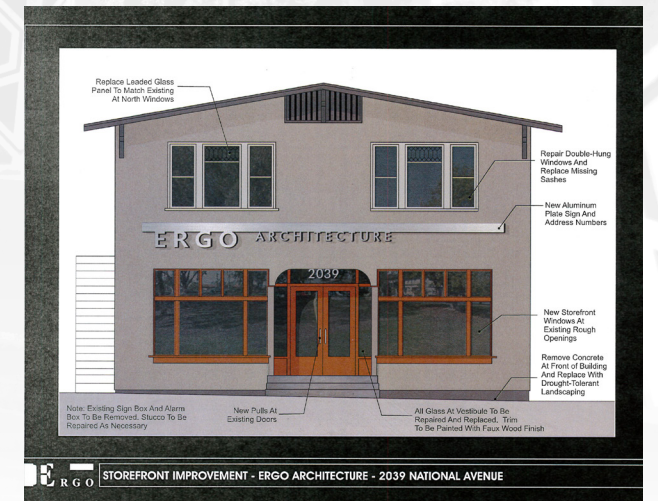 Replace Leaded Glass
Panel To Match Existing
At North Windows
Repair Double-Hung
Windows And
Replace Missing
Sashes
New Aluminum
Plate Sign And
Address Numbers
ERGO ARCHITECTURE
2039
New Storefront
Windows At
Existing Rough
Openings
Remove Concrete
At Front of Building
And Replace With
Drought-Tolerant
Landscaping
Note: Existing Sign Box And Alarm
Box To Be Removed. Stucco To Be
Repaired As Necessary
New Pulls At
Existing Doors
All Glass At Vestibule To Be
Repaired And Replaced, Trim
To Be Painted With Faux Wood Finish
ERGO
STOREFRONT IMPROVEMENT - ERGO ARCHITECTURE - 2039 NATIONAL AVENUE